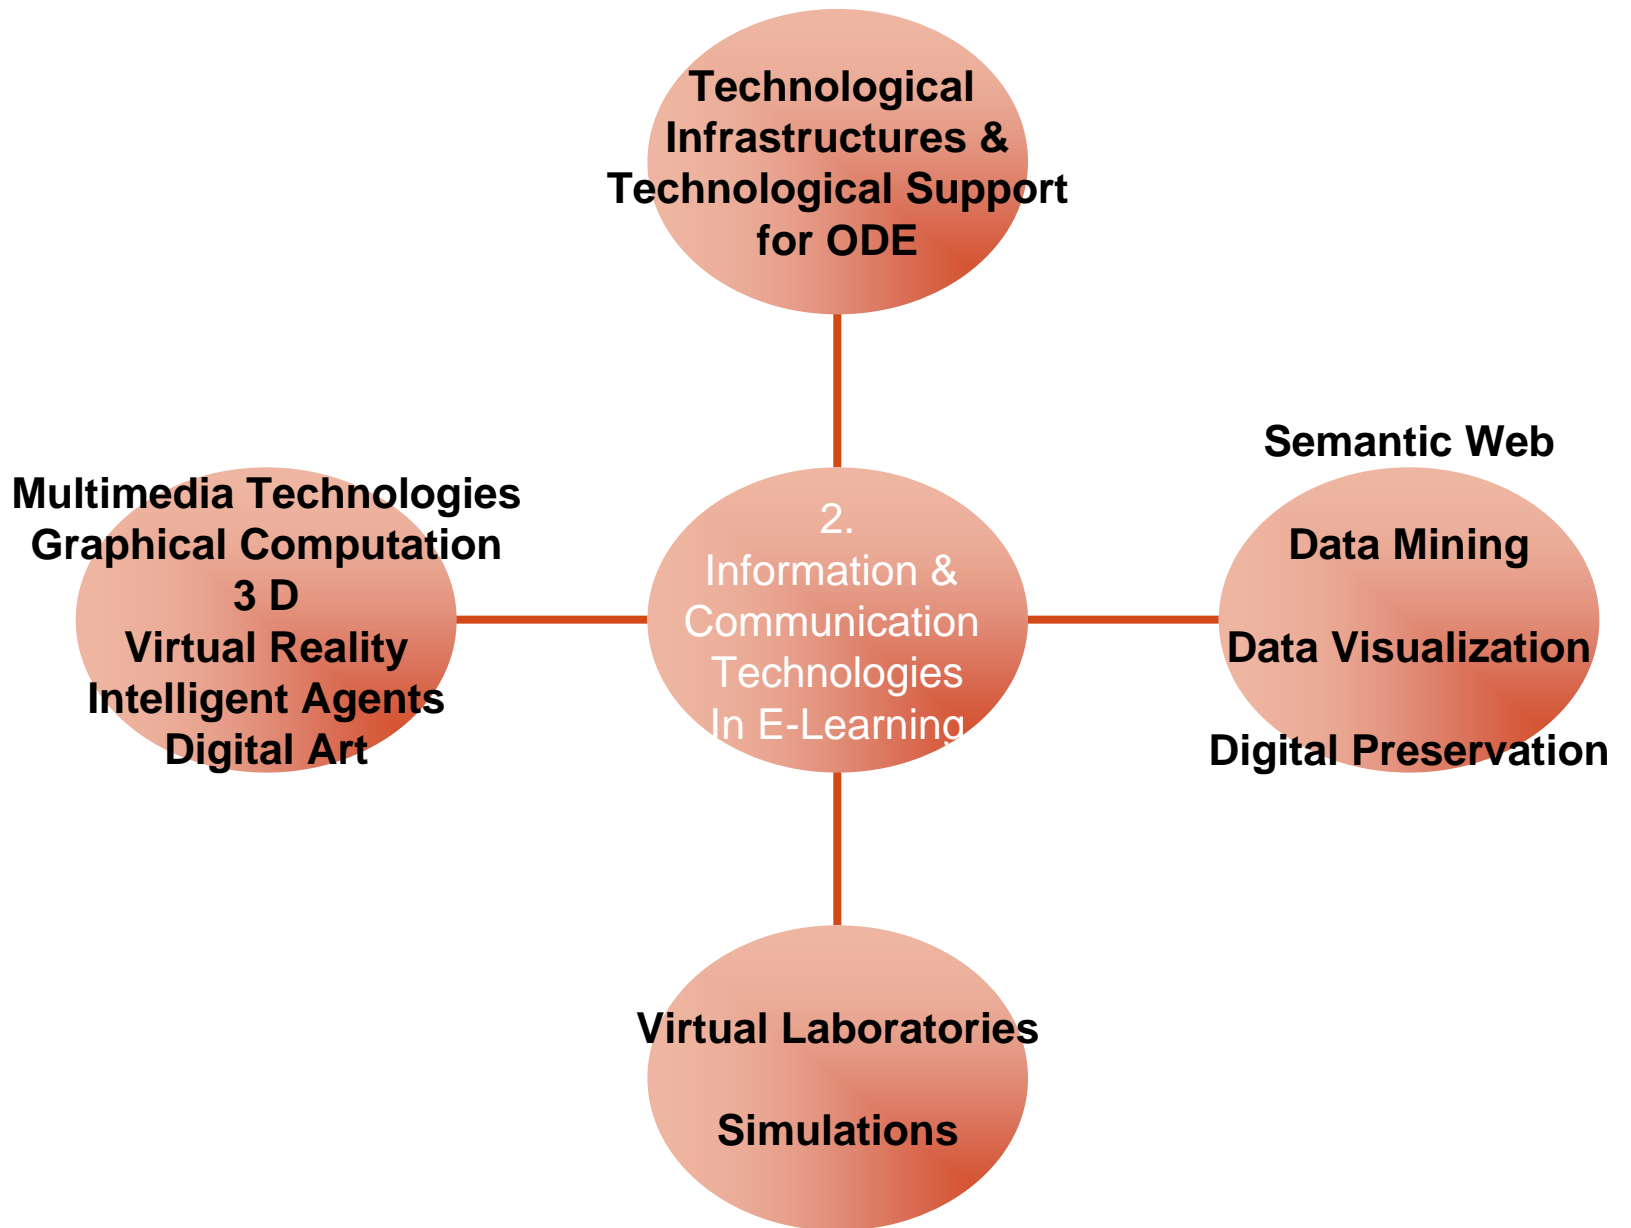 Technological
Infrastructures &
Technological Support
for ODE
Multimedia Technologies
Graphical Computation
3 D
Virtual Reality
Intelligent Agents
Digital Art
2.
Information &
Communication
Technologies
In E-Learning
Semantic Web
Data Mining
Data Visualization
Digital Preservation
Virtual Laboratories
Simulations